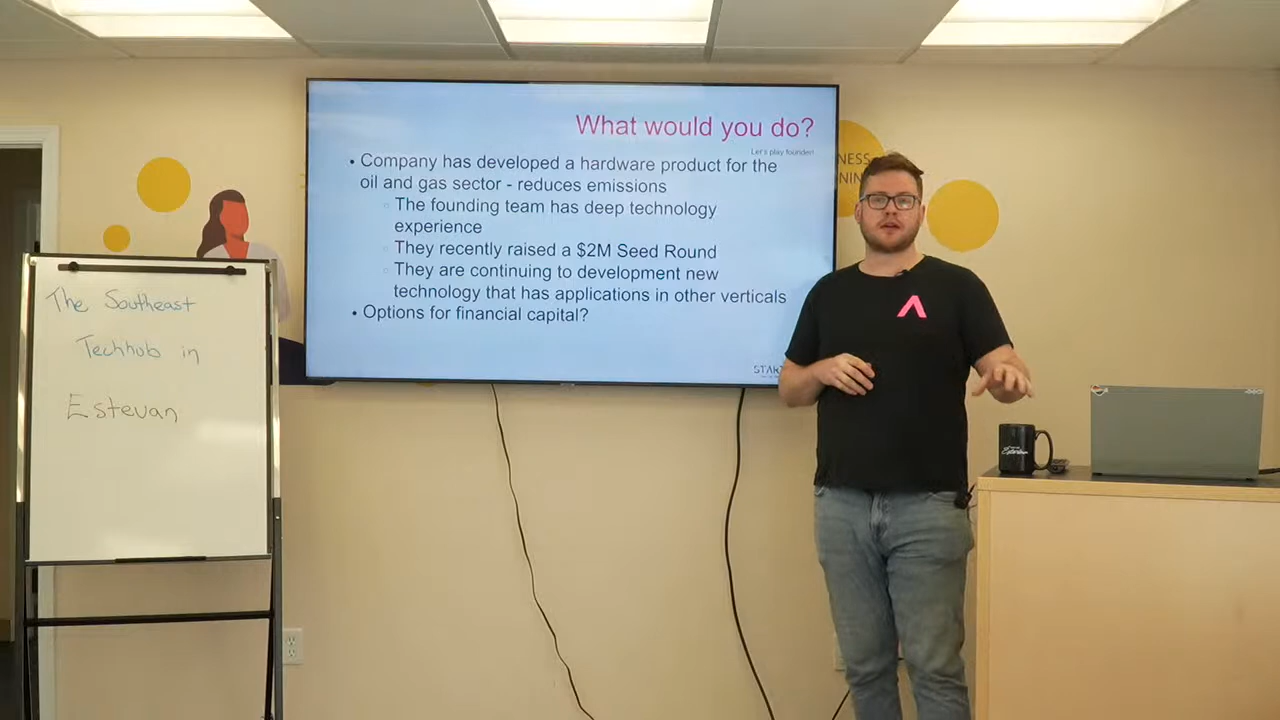 What would you do?
Let's play founder!
• Company has developed a hardware product for the
oil and gas sector - reduces emissions
○ The founding team has deep technology
experience
○ They recently raised a $2M Seed Round
○ They are continuing to development new
technology that has applications in other verticals
• Options for financial capital?
The Southeast
Techhub in
Estevan